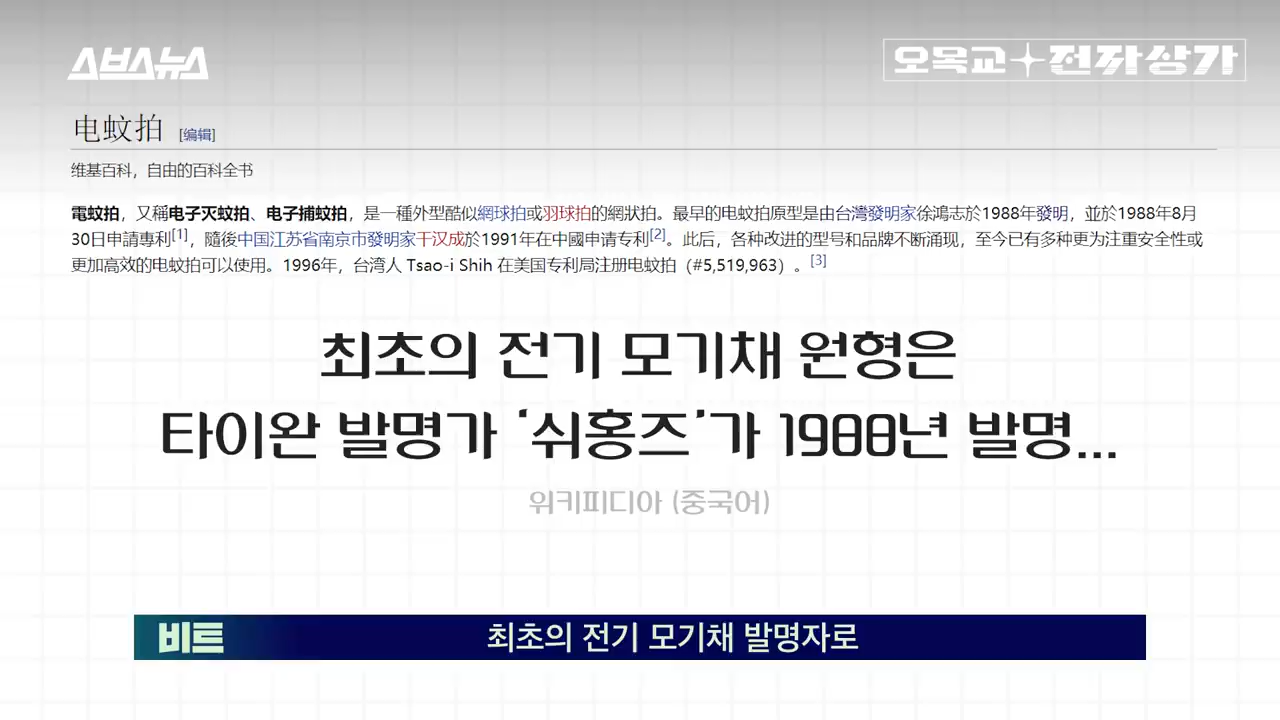 스브스뉴스
오목교 전자상가
电蚊拍 [编辑]
维基百科，自由的百科全书
電蚊拍，又稱电子灭蚊拍、电子捕蚊拍，是一種外型酷似網球拍或羽球拍的網狀拍。最早的电蚊拍原型是由台灣發明家徐鴻志於1988年發明，並於1988年8月
30日申請專利[1]，隨後中国江苏省南京市發明家干汉成於1991年在中國申请专利[2]。此后，各种改进的型号和品牌不断涌现，至今已有多种更为注重安全性或
更加高效的电蚊拍可以使用。1996年，台湾人 Tsao-i Shih 在美国专利局注册电蚊拍（#5,519,963）。[3]
최초의 전기 모기채 원형은
타이완 발명가 '쉬홍즈'가 1988년 발명...
위키피디아 (중국어)
비트 최초의 전기 모기채 발명자로